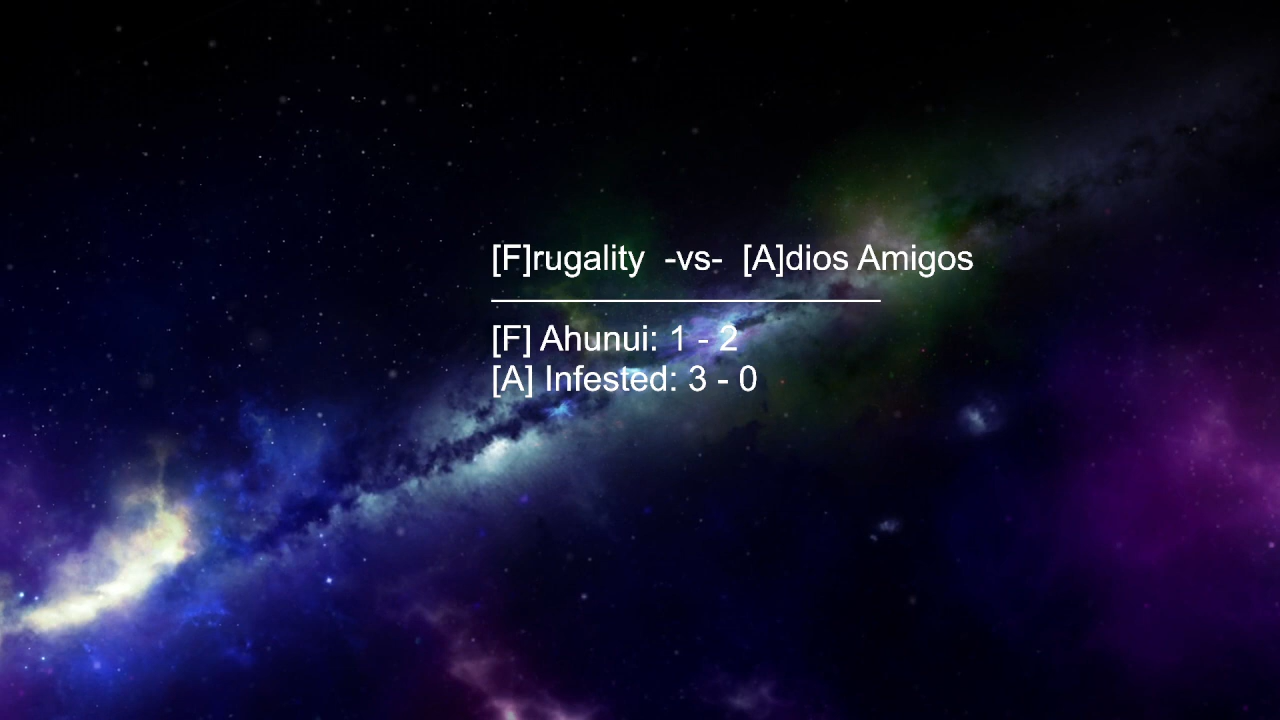 [F]rugality -vs- [A]dios Amigos
[F] Ahunui: 1 - 2
[A] Infested: 3 - 0